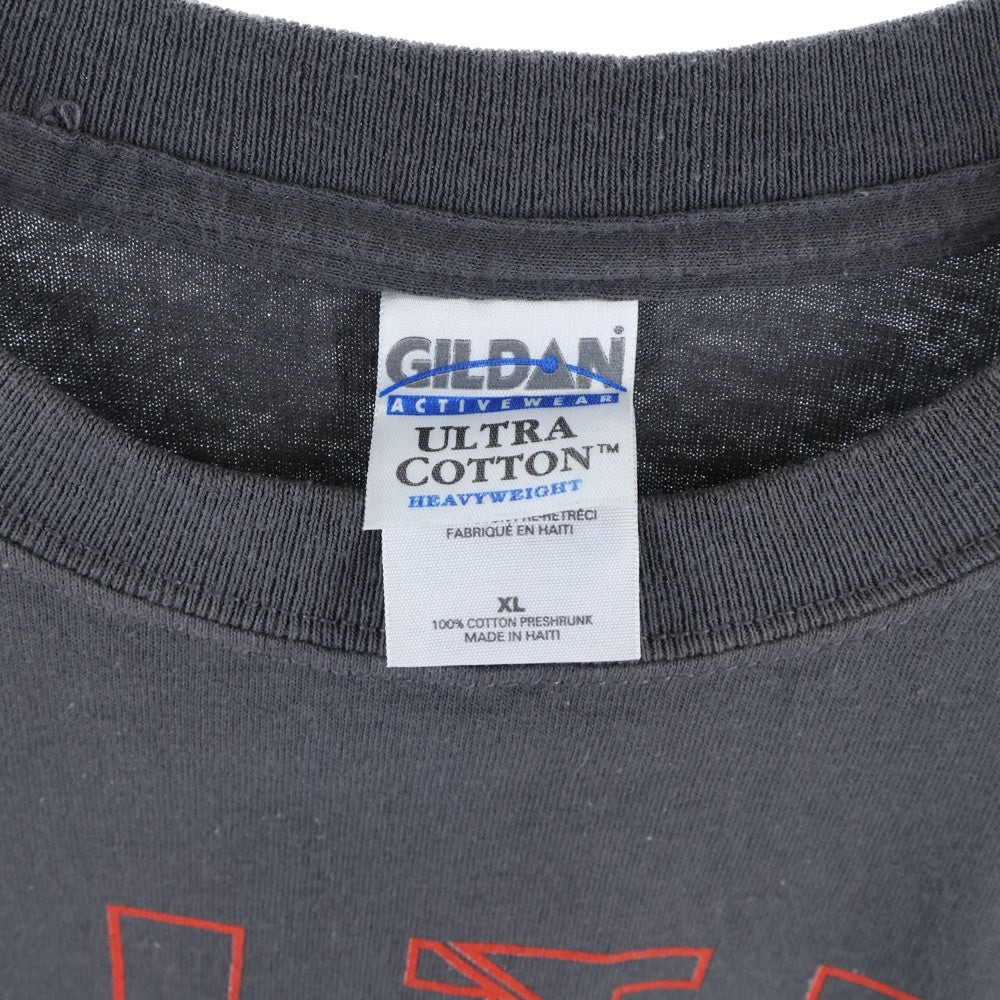 GILDAN®
ACTIVEWEAR
ULTRA
COTTON™
HEAVYWEIGHT
FABRIQUÉ EN HAITI
XL
100% COTTON PRESHRUNK
MADE IN HAITI